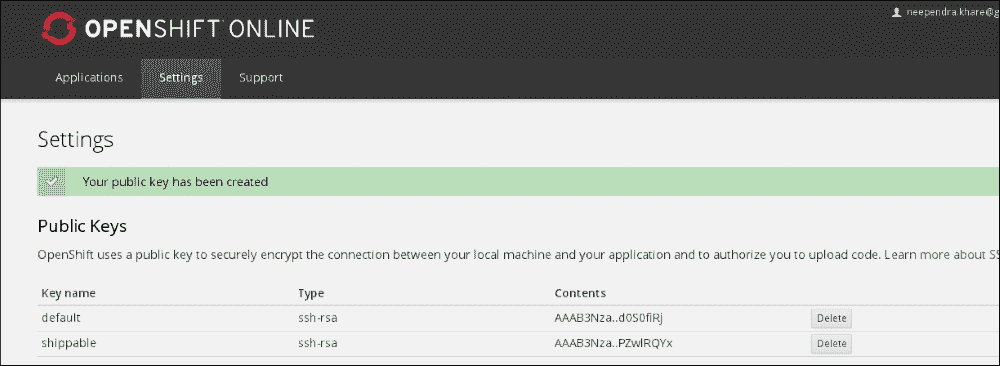 OPENSHIFT ONLINE
neependra.khare@g
Applications Settings Support
Settings
Your public key has been created
Public Keys
OpenShift uses a public key to securely encrypt the connection between your local machine and your application and to authorize you to upload code. Learn more about SS
Key name Type Contents
default ssh-rsa AAAB3Nza..d0S0fiRj Delete
shippable ssh-rsa AAAB3Nza..PZwlRQYx Delete